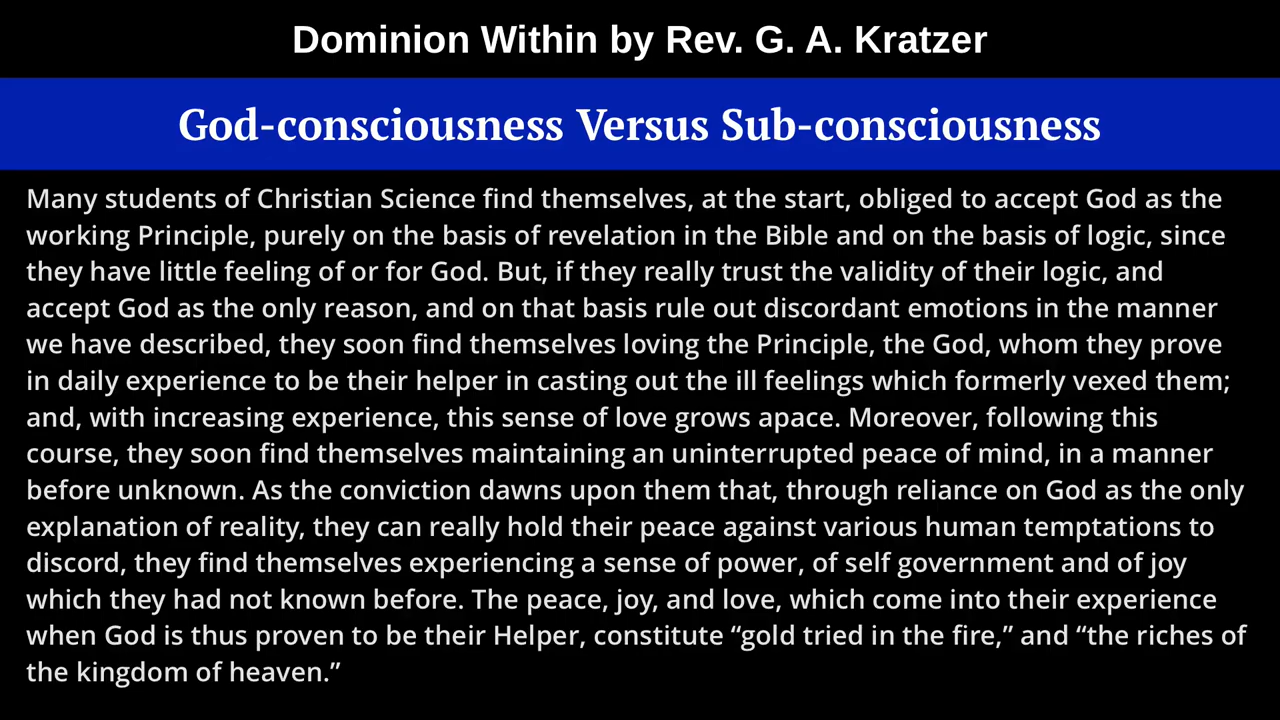 Dominion Within by Rev. G. A. Kratzer
God-consciousness Versus Sub-consciousness
Many students of Christian Science find themselves, at the start, obliged to accept God as the
working Principle, purely on the basis of revelation in the Bible and on the basis of logic, since
they have little feeling of or for God. But, if they really trust the validity of their logic, and
accept God as the only reason, and on that basis rule out discordant emotions in the manner
we have described, they soon find themselves loving the Principle, the God, whom they prove
in daily experience to be their helper in casting out the ill feelings which formerly vexed them;
and, with increasing experience, this sense of love grows apace. Moreover, following this
course, they soon find themselves maintaining an uninterrupted peace of mind, in a manner
before unknown. As the conviction dawns upon them that, through reliance on God as the only
explanation of reality, they can really hold their peace against various human temptations to
discord, they find themselves experiencing a sense of power, of self government and of joy
which they had not known before. The peace, joy, and love, which come into their experience
when God is thus proven to be their Helper, constitute “gold tried in the fire,” and “the riches of
the kingdom of heaven.”